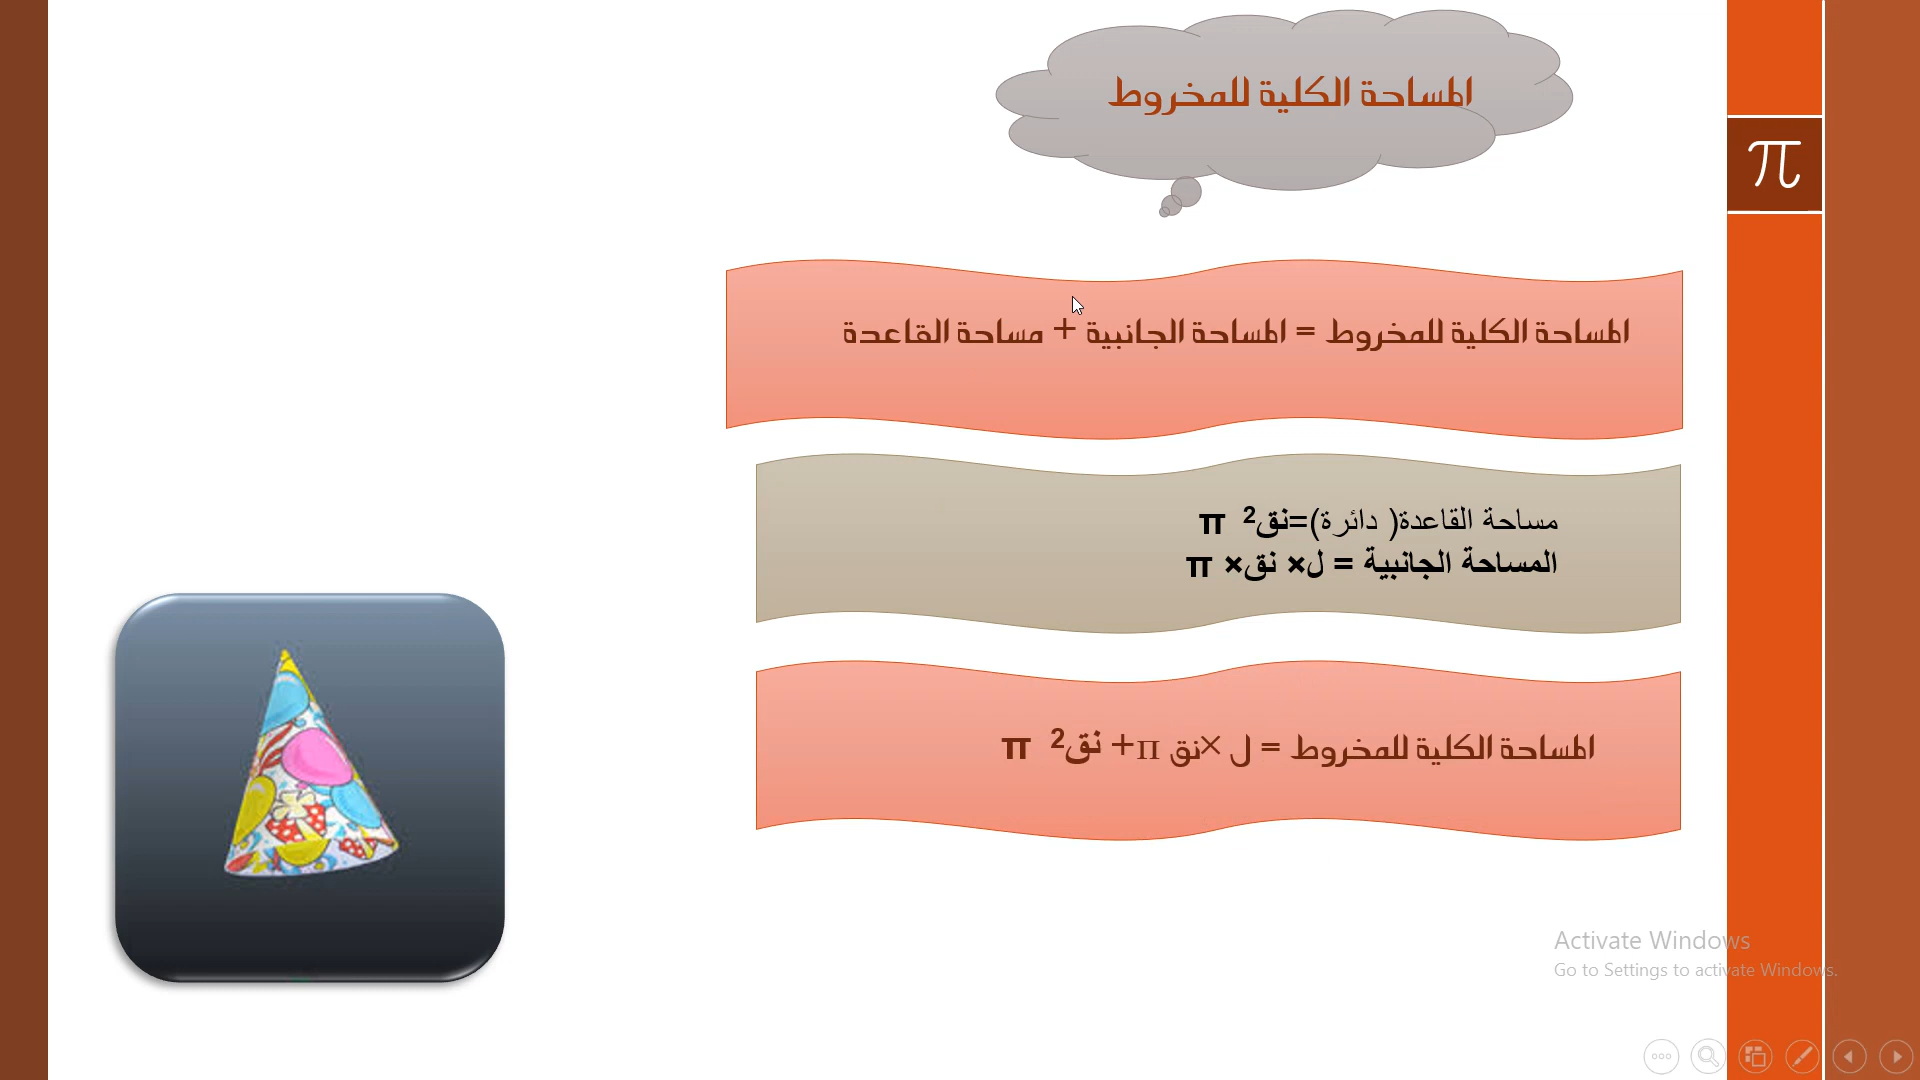 المساحة الكلية للمخروط
π
المساحة الكلية للمخروط = المساحة الجانبية + مساحة القاعدة
مساحة القاعدة( دائرة)=نق² π
المساحة الجانبية = ل× نق× π
المساحة الكلية للمخروط = ل ×نق π+ نق² π
Activate Windows
Go to Settings to activate Windows.